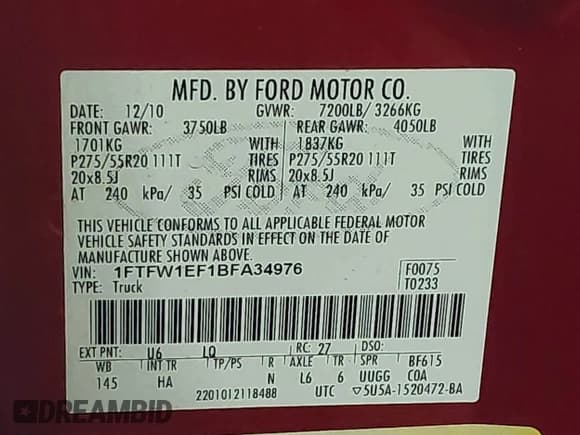 MFD. BY FORD MOTOR CO.
DATE: 12/10 GVWR: 7200LB/ 3266KG
FRONT GAWR: 3750LB REAR GAWR: 4050LB
1701KG WITH 1837KG WITH
P275/55R20 111T TIRES P275/55R20 111T TIRES
20x8.5J RIMS 20x8.5J RIMS
AT 240 kPa/ 35 PSI COLD AT 240 kPa/ 35 PSI COLD
THIS VEHICLE CONFORMS TO ALL APPLICABLE FEDERAL MOTOR
VEHICLE SAFETY STANDARDS IN EFFECT ON THE DATE OF
MANUFACTURE SHOWN ABOVE.
VIN: 1FTFW1EF1BFA34976 F0075
TYPE: Truck T0233
EXT PNT: U6 LQ RC: 27 DSO:
WB INT TR TP/PS R AXLE TR SPR BF615
145 HA N L6 6 UUGG C0A
2201012118488 UTC ▽5U5A-1520472-BA
DREAMBID